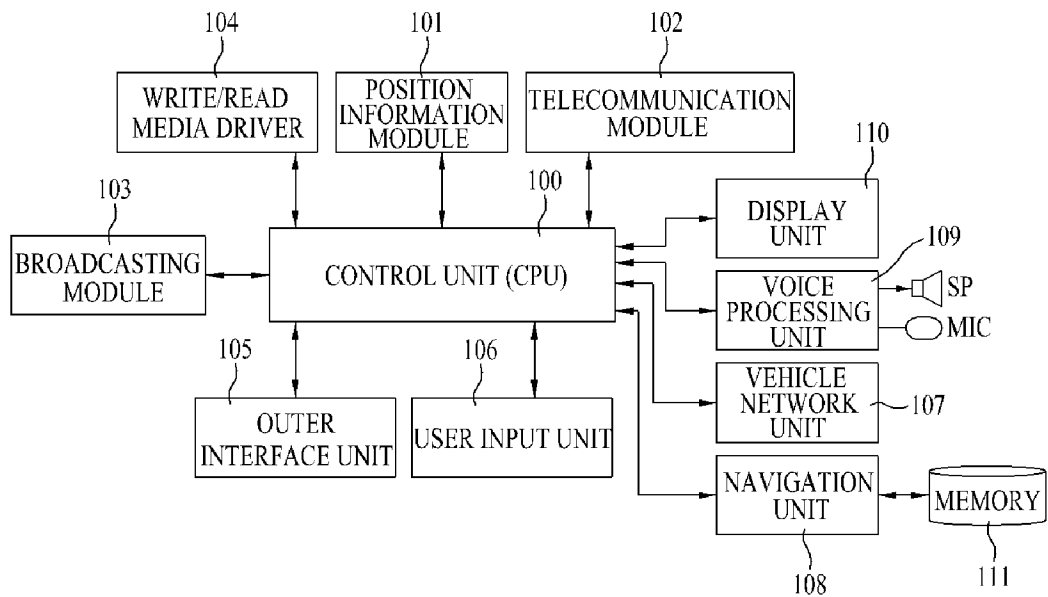 104
101
102
WRITE/READ
MEDIA DRIVER
POSITION
INFORMATION
MODULE
TELECOMMUNICATION
MODULE
110
103
100
DISPLAY
UNIT
109
BROADCASTING
MODULE
CONTROL UNIT (CPU)
VOICE
PROCESSING
UNIT
SP
MIC
105
106
VEHICLE
NETWORK
UNIT
107
OUTER
INTERFACE UNIT
USER INPUT UNIT
NAVIGATION
UNIT
MEMORY
108
111